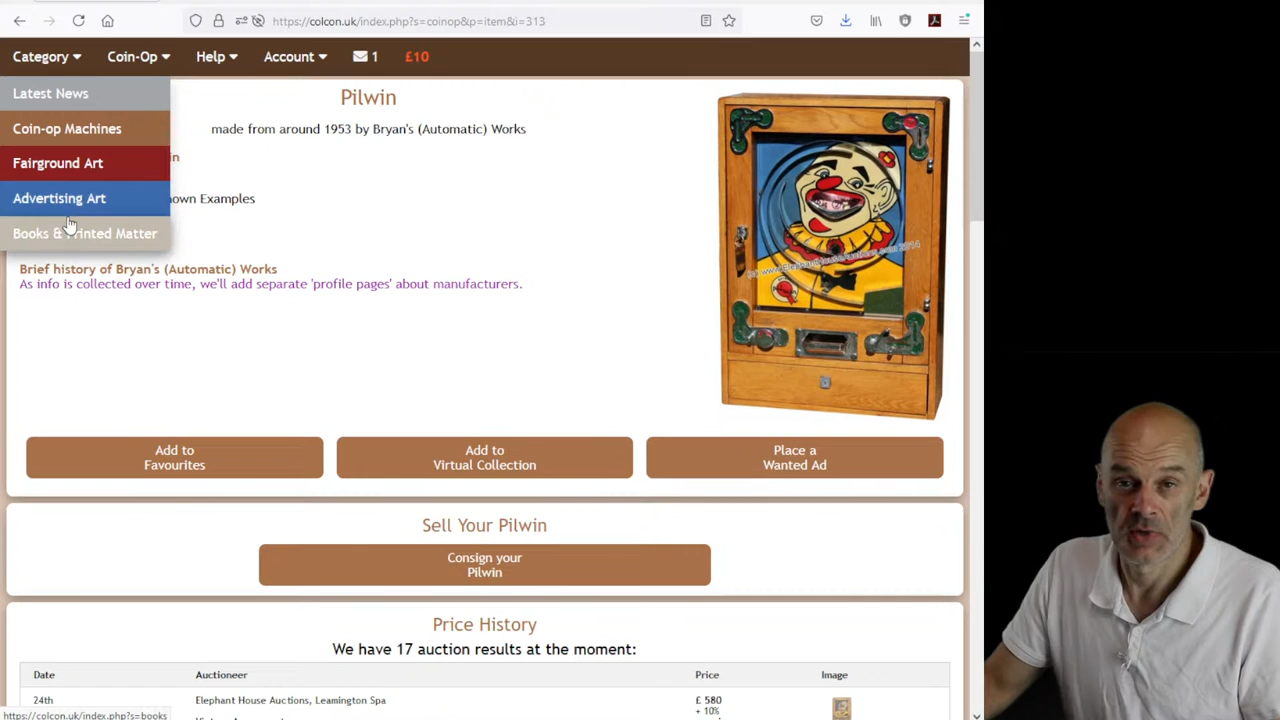 https://colcon.uk/index.php?s=coinop&p=item&i=313
Category Coin-Op Help Account 1 £10
Latest News
Coin-op Machines
Fairground Art
Advertising Art
Books & Printed Matter
Pilwin
made from around 1953 by Bryan's (Automatic) Works
in
nown Examples
Brief history of Bryan's (Automatic) Works
As info is collected over time, we'll add separate 'profile pages' about manufacturers.
(c) www.ElephantHouseAuctions.com 2014
Add to
Favourites
Add to
Virtual Collection
Place a
Wanted Ad
Sell Your Pilwin
Consign your
Pilwin
Price History
We have 17 auction results at the moment:
Date Auctioneer Price Image
24th Elephant House Auctions, Leamington Spa £ 580
+ 10%
https://colcon.uk/index.php?s=books